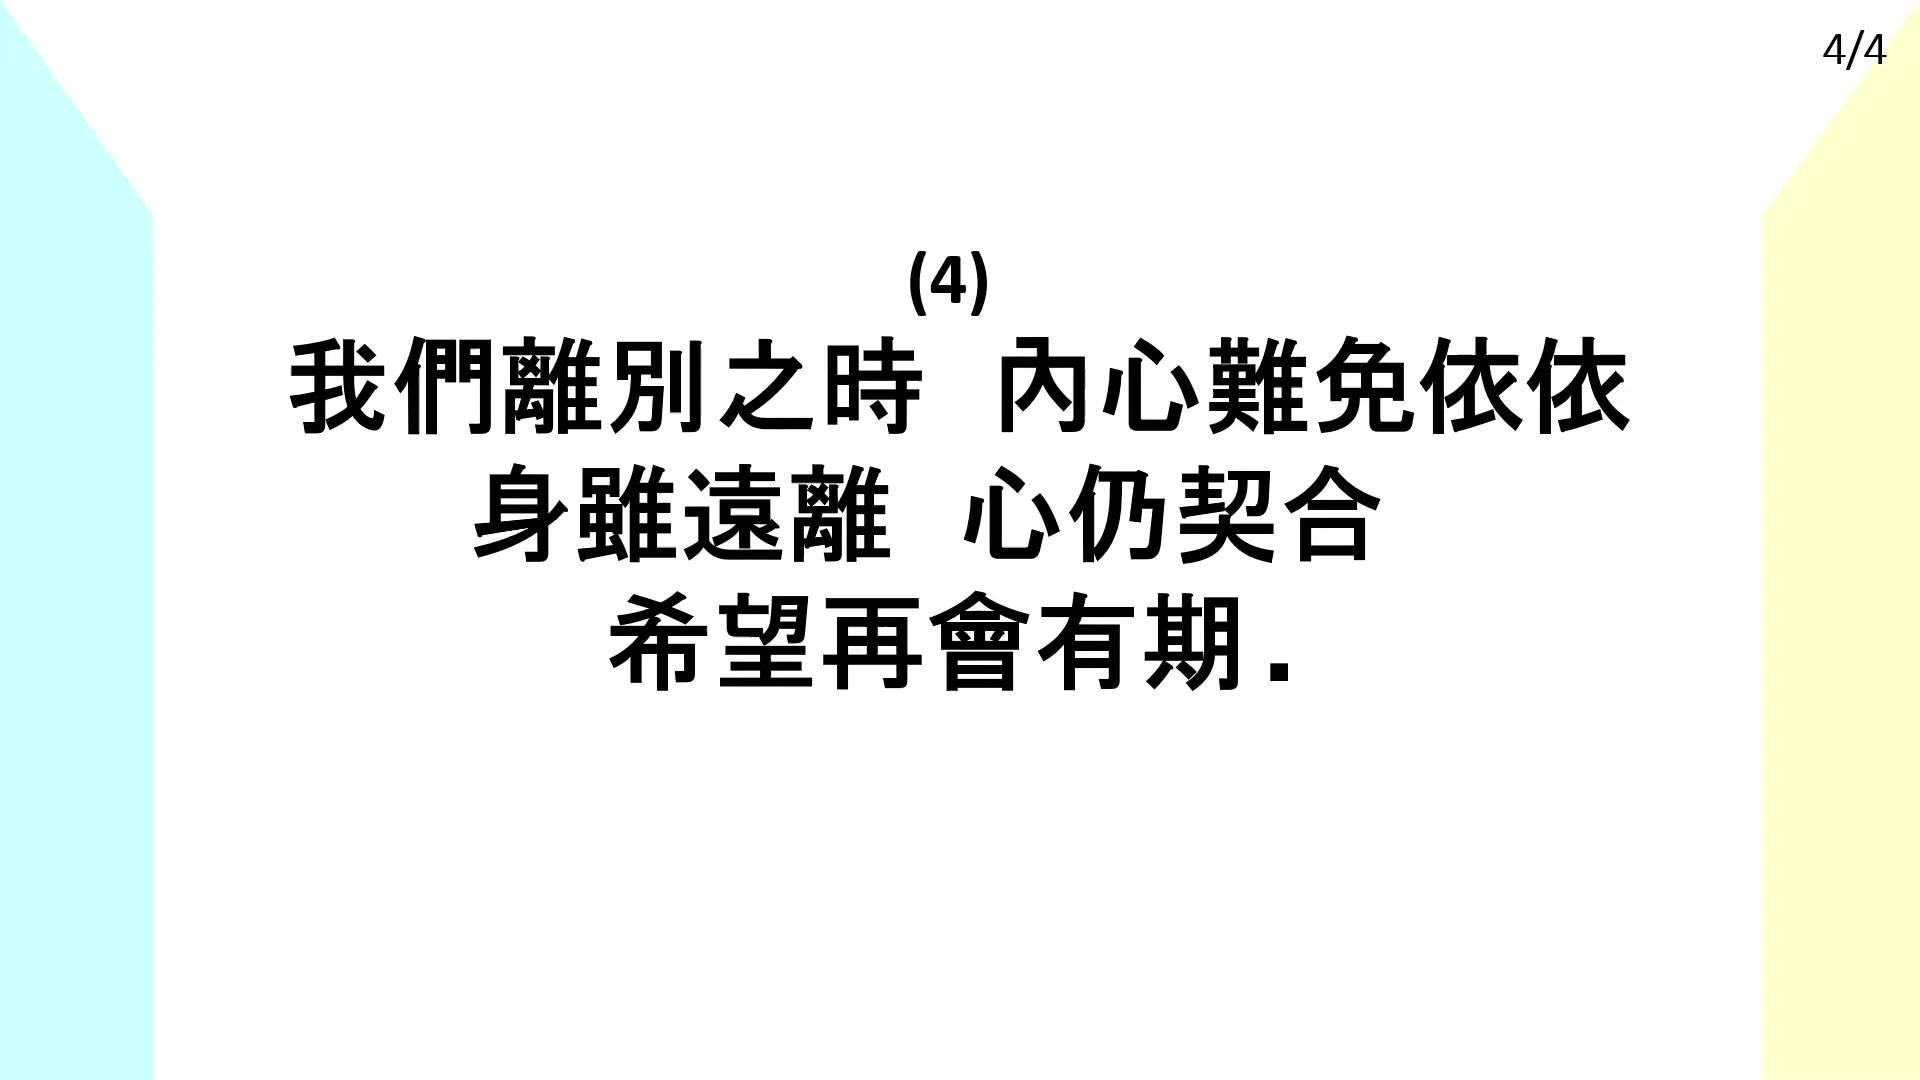 4/4
(4)
我們離別之時 內心難免依依
身雖遠離 心仍契合
希望再會有期.